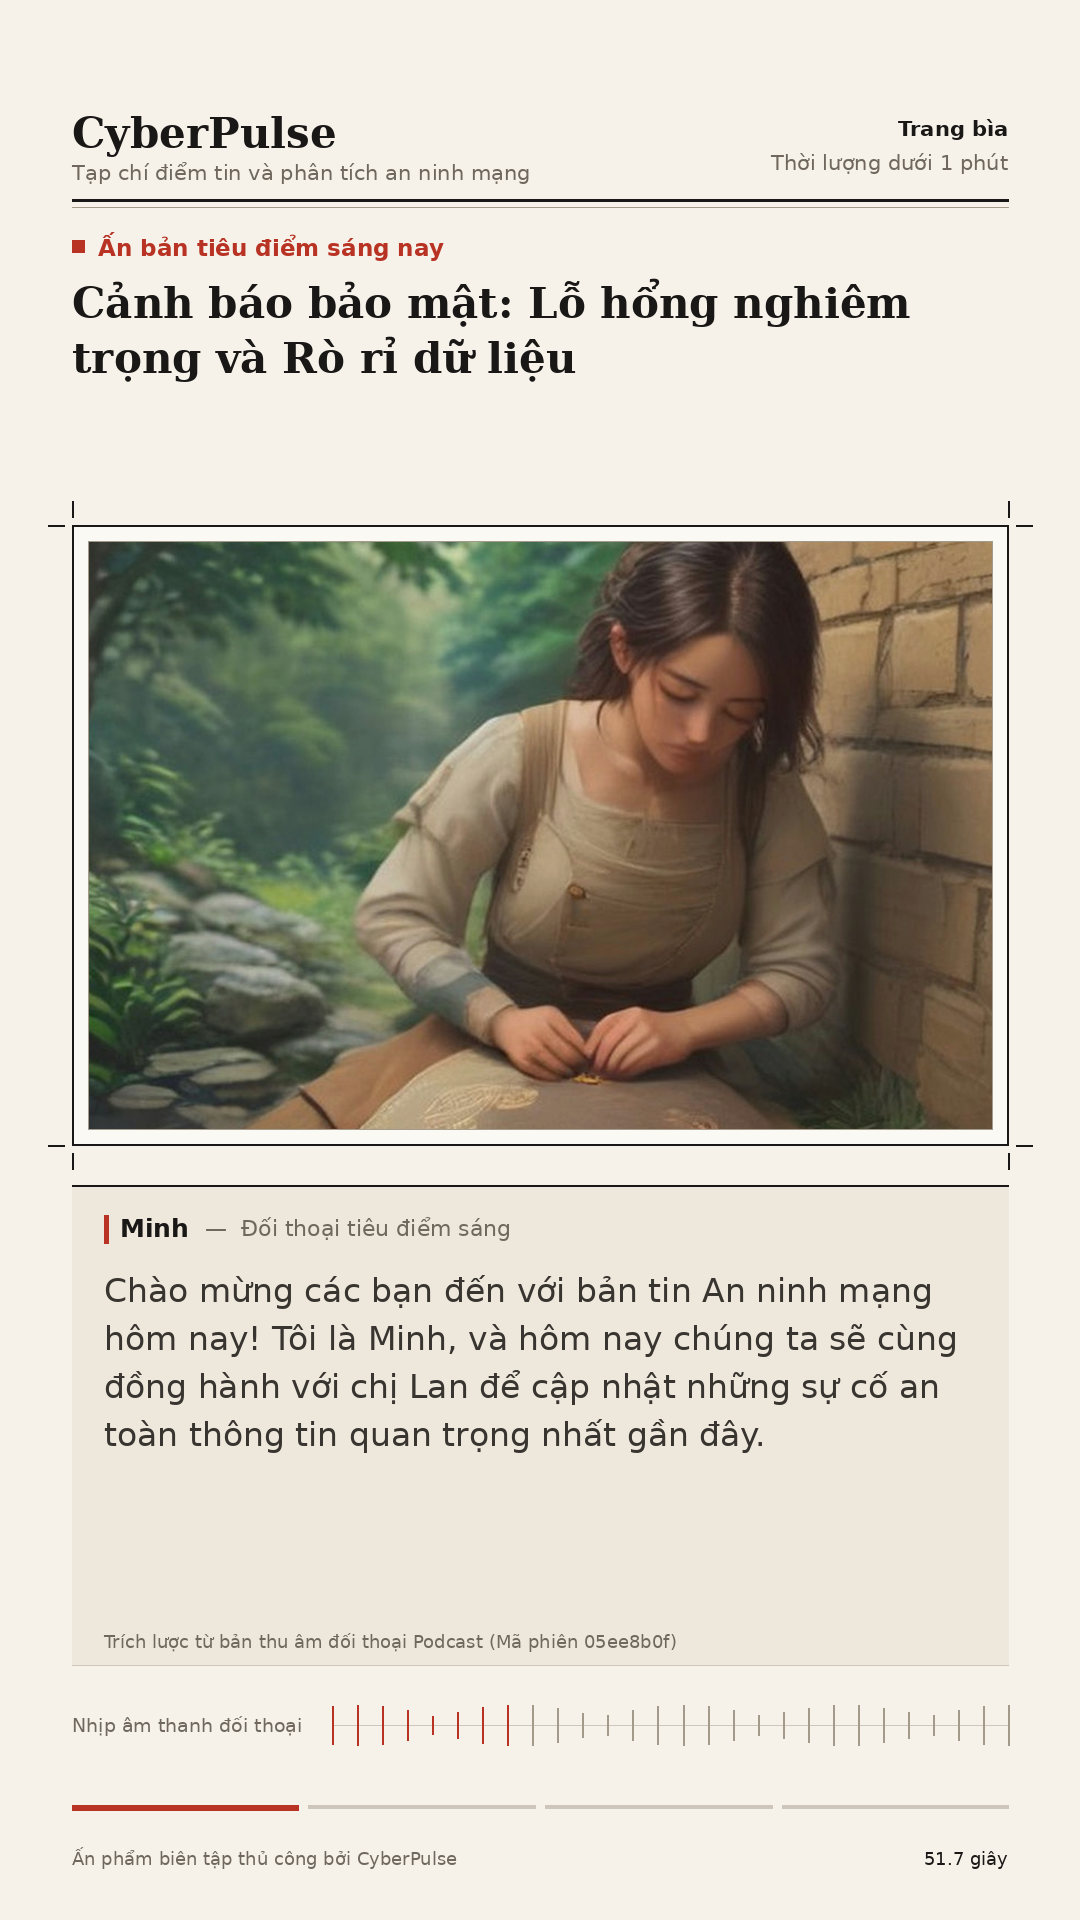 CyberPulse
Tạp chí điểm tin và phân tích an ninh mạng
Trang bìa
Thời lượng dưới 1 phút
Ấn bản tiêu điểm sáng nay
Cảnh báo bảo mật: Lỗ hổng nghiêm
trọng và Rò rỉ dữ liệu
Minh — Đối thoại tiêu điểm sáng
Chào mừng các bạn đến với bản tin An ninh mạng
hôm nay! Tôi là Minh, và hôm nay chúng ta sẽ cùng
đồng hành với chị Lan để cập nhật những sự cố an
toàn thông tin quan trọng nhất gần đây.
Trích lược từ bản thu âm đối thoại Podcast (Mã phiên 05ee8b0f)
Nhịp âm thanh đối thoại
Ấn phẩm biên tập thủ công bởi CyberPulse
51.7 giây